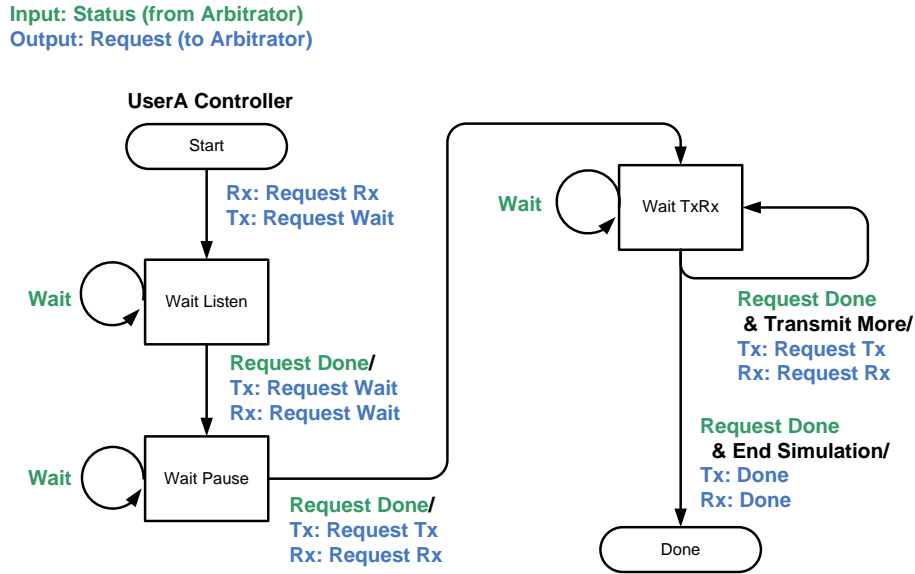 Input: Status (from Arbitrator)
Output: Request (to Arbitrator)
UserA Controller
Start
Rx: Request Rx
Tx: Request Wait
Wait
Wait Listen
Request Done/
Tx: Request Wait
Rx: Request Wait
Wait
Wait Pause
Request Done/
Tx: Request Tx
Rx: Request Rx
Wait
Wait TxRx
Request Done
& Transmit More/
Tx: Request Tx
Rx: Request Rx
Request Done
& End Simulation/
Tx: Done
Rx: Done
Done